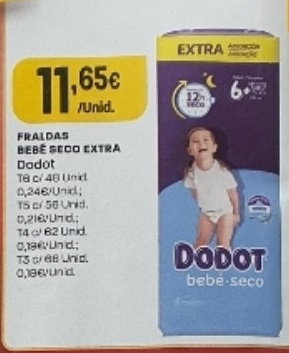 11,65€
/Unid.
FRALDAS
BEBÉ SECO EXTRA
Dodot
T6 c/ 48 Unid.
0,24€/Unid.;
T5 c/ 56 Unid.
0,21€/Unid.;
T4 c/ 62 Unid.
0,19€/Unid.;
T3 c/ 66 Unid.
0,18€/Unid.
EXTRA
6+
12h
DODOT
bebé-seco